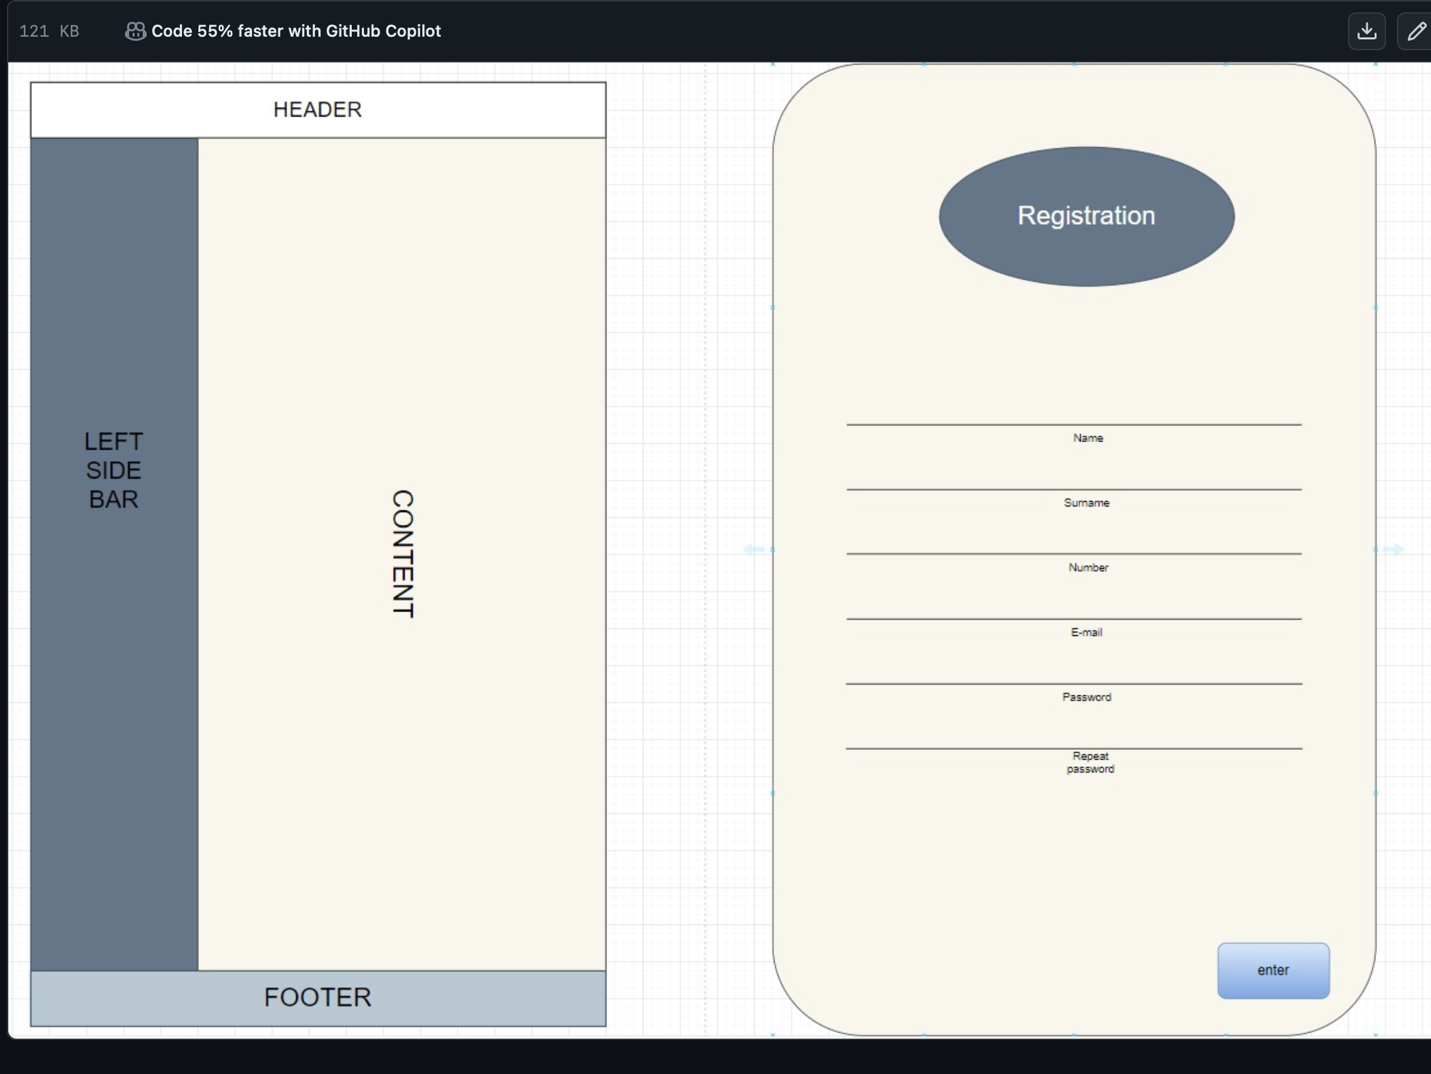 121 KB
Code 55% faster with GitHub Copilot
HEADER
LEFT
SIDE
BAR
CONTENT
FOOTER
Registration
Name
Surname
Number
E-mail
Password
Repeat
password
enter